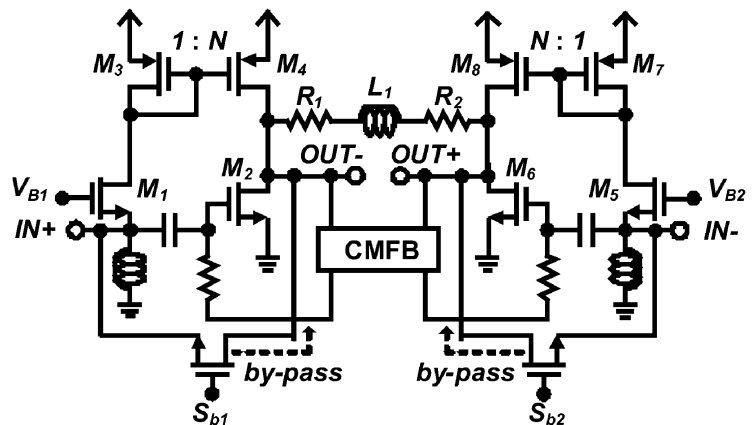 1 : N
N : 1
M3
M4
M8
M7
R1
L1
R2
M2
OUT-
OUT+
M6
VB1
M1
M5
VB2
IN+
IN-
CMFB
by-pass
by-pass
Sb1
Sb2